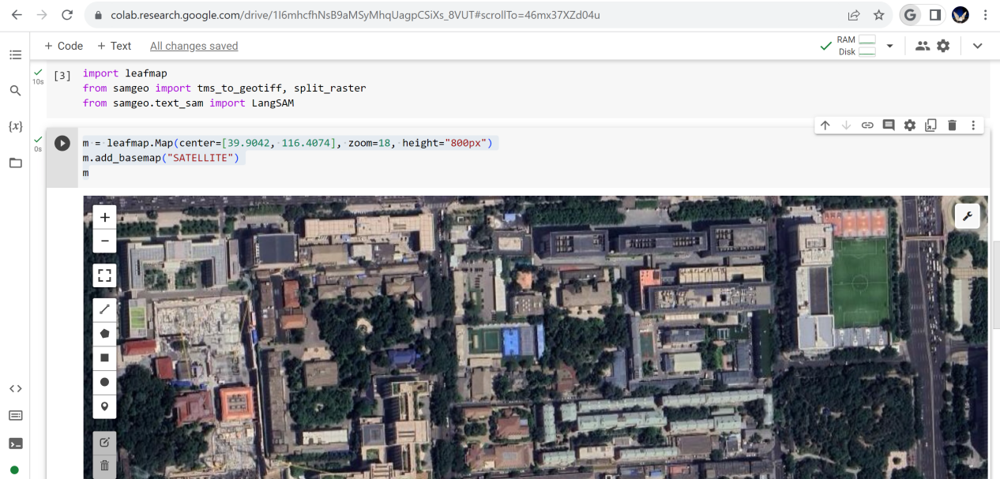 colab.research.google.com/drive/1I6mhcfhNsB9aMSyMhqUagpCSiXs_8VUT#scrollTo=46mx37XZd04u
G
+ Code + Text All changes saved
RAM
Disk
10s
[3]
import leafmap
from samgeo import tms_to_geotiff, split_raster
from samgeo.text_sam import LangSAM
{x}
0s
m = leafmap.Map(center=[39.9042, 116.4074], zoom=18, height="800px")
m.add_basemap("SATELLITE")
m
+
−